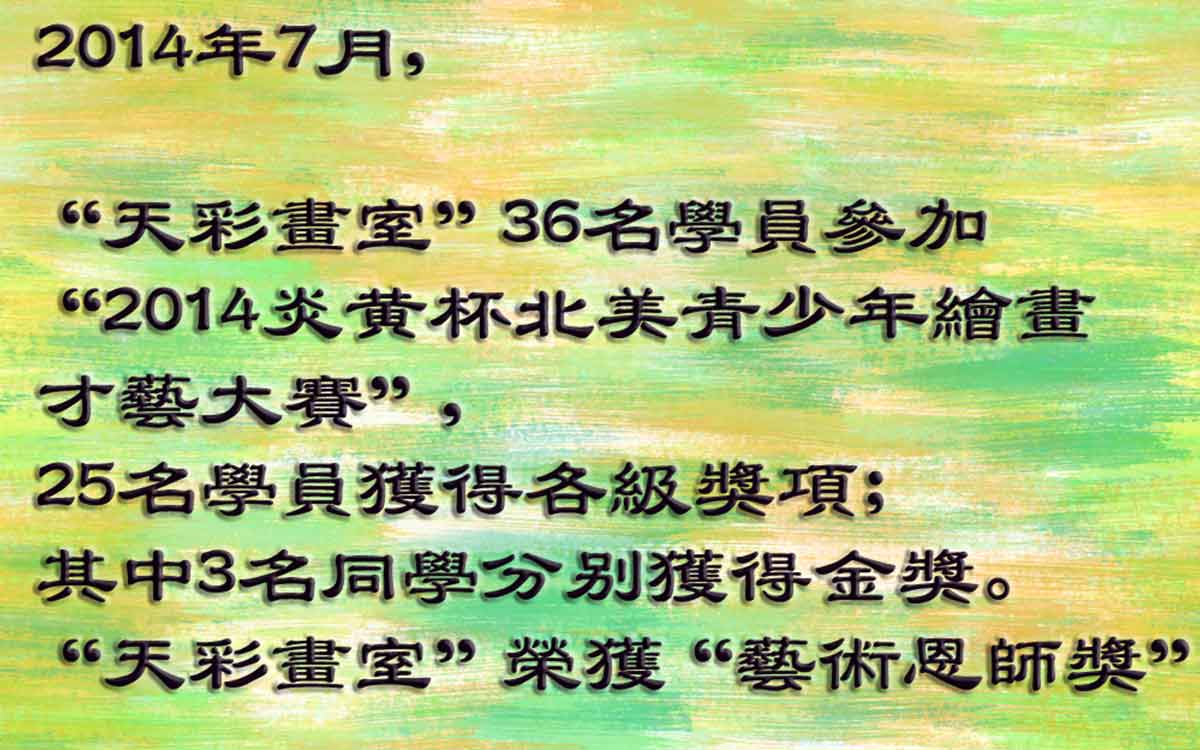 2014年7月,
“天彩畫室” 36名學員參加
“2014炎黄杯北美青少年繪畫
才藝大賽” ,
25名學員獲得各級獎項;
其中3名同學分別獲得金獎。
“天彩畫室” 榮獲 “藝術恩師獎”